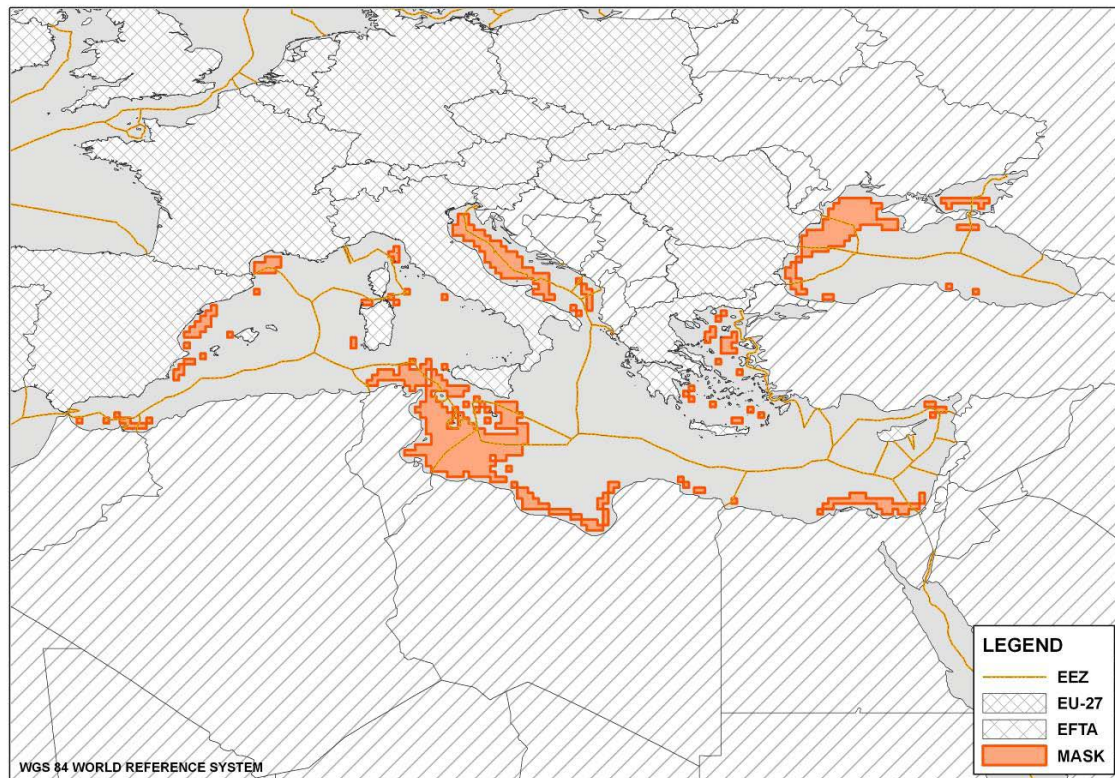 LEGEND
EEZ
EU-27
EFTA
MASK
WGS 84 WORLD REFERENCE SYSTEM